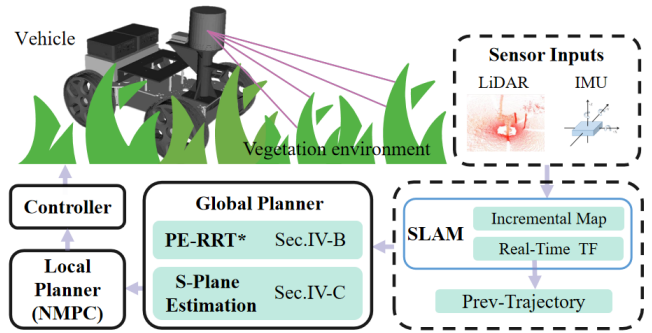 Vehicle
Vegetation environment
Sensor Inputs
LiDAR
IMU
SLAM
Incremental Map
Real-Time TF
Prev-Trajectory
Global Planner
PE-RRT* Sec.IV-B
S-Plane
Estimation
Sec.IV-C
Controller
Local
Planner
(NMPC)